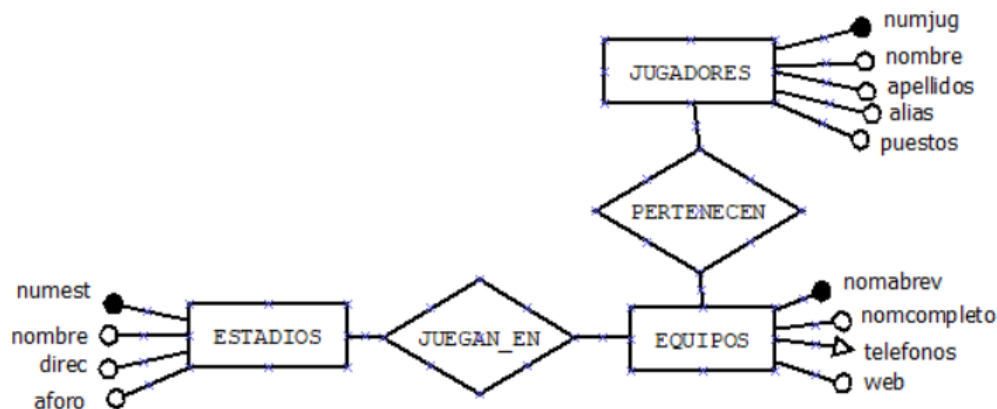 numjug
nombre
JUGADORES
apellidos
alias
puestos
PERTENECEN
numest
nomabrev
nombre
ESTADIOS
JUEGAN_EN
EQUIPOS
nomcompleto
direc
telefonos
aforo
web